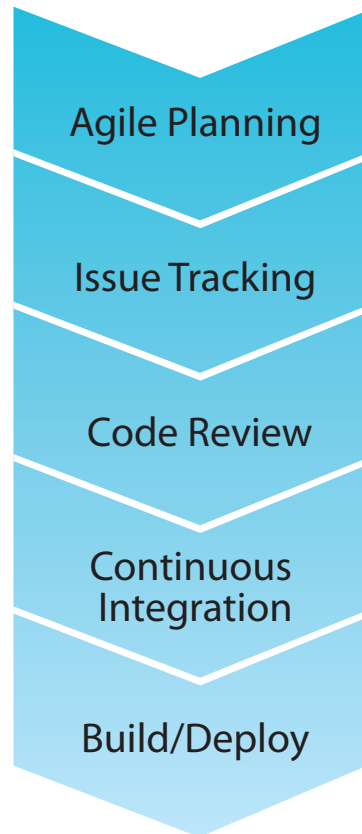 Agile Planning
Issue Tracking
Code Review
Continuous
Integration
Build/Deploy